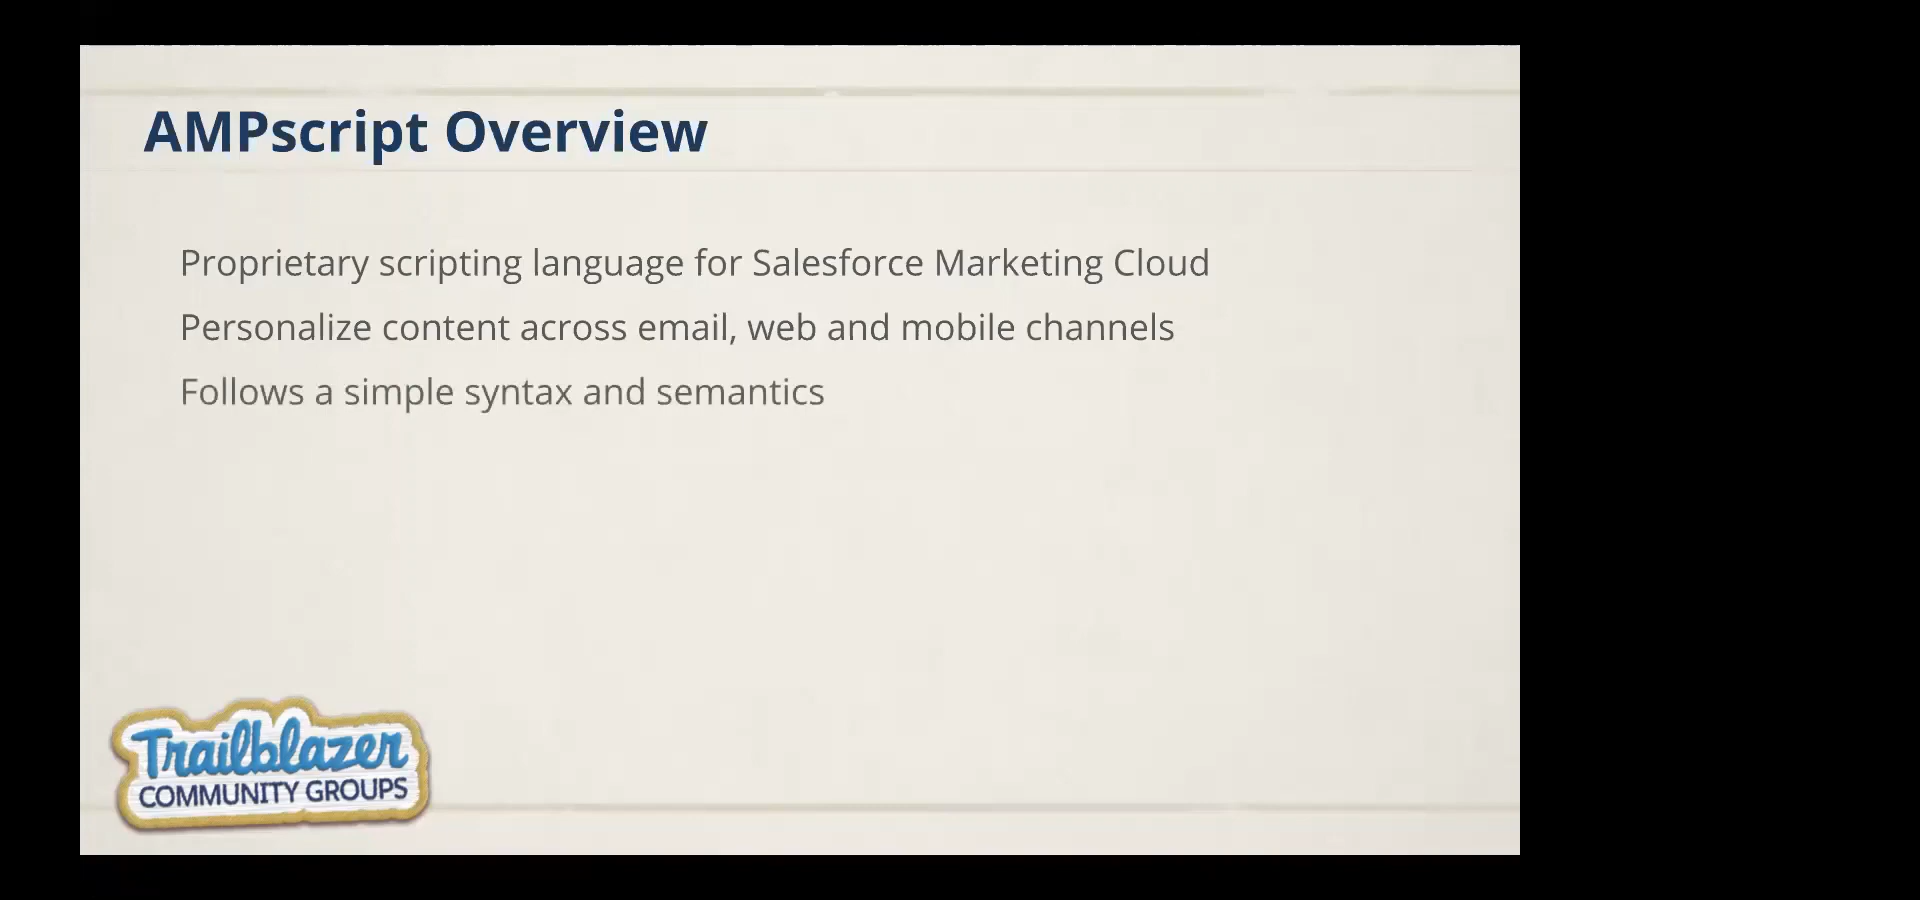 AMPscript Overview
Proprietary scripting language for Salesforce Marketing Cloud
Personalize content across email, web and mobile channels
Follows a simple syntax and semantics
Trailblazer
COMMUNITY GROUPS